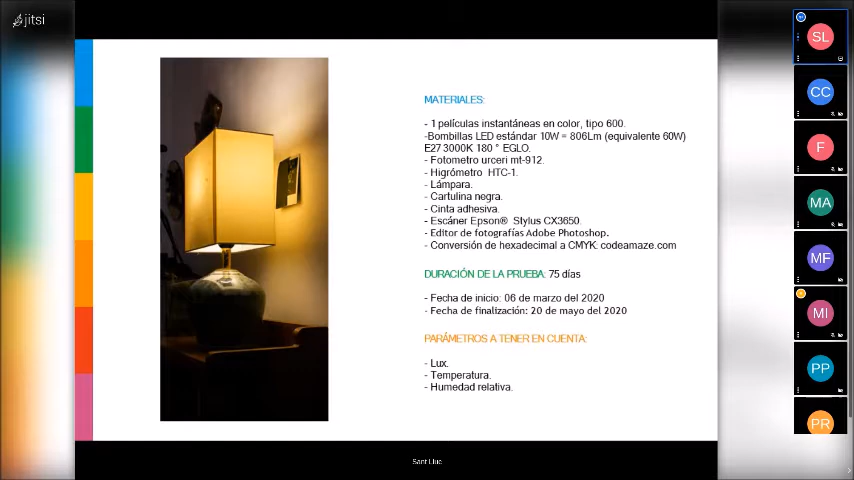 jitsi
MATERIALES:
- 1 películas instantáneas en color, tipo 600.
-Bombillas LED estándar 10W = 806Lm (equivalente 60W)
E27 3000K 180 ° EGLO.
- Fotometro urceri mt-912.
- Higrómetro HTC-1.
- Lámpara.
- Cartulina negra.
- Cinta adhesiva.
- Escáner Epson® Stylus CX3650.
- Editor de fotografías Adobe Photoshop.
- Conversión de hexadecimal a CMYK: codeamaze.com
DURACIÓN DE LA PRUEBA: 75 días
- Fecha de inicio: 06 de marzo del 2020
- Fecha de finalización: 20 de mayo del 2020
PARÁMETROS A TENER EN CUENTA:
- Lux.
- Temperatura.
- Humedad relativa.
Sant Lluc
SL
CC
F
MA
MF
MI
PP
PR